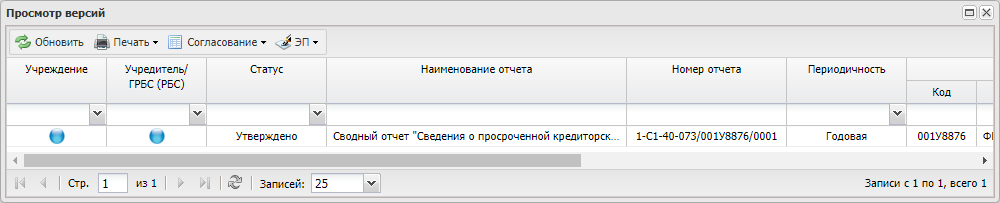 Просмотр версий
Обновить Печать Согласование ЭП
Учреждение Учредитель/ ГРБС (РБС) Статус Наименование отчета Номер отчета Периодичность
Код
Утверждено Сводный отчет "Сведения о просроченной кредиторск... 1-С1-40-073/001У8876/0001 Годовая 001У8876
Стр. 1 из 1 Записей: 25 Записи с 1 по 1, всего 1